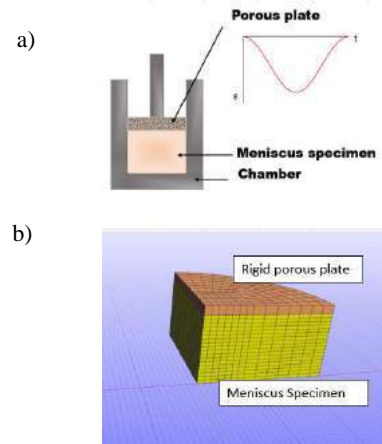 a)
Porous plate
t
ε
Meniscus specimen
Chamber
b)
Rigid porous plate
Meniscus Specimen